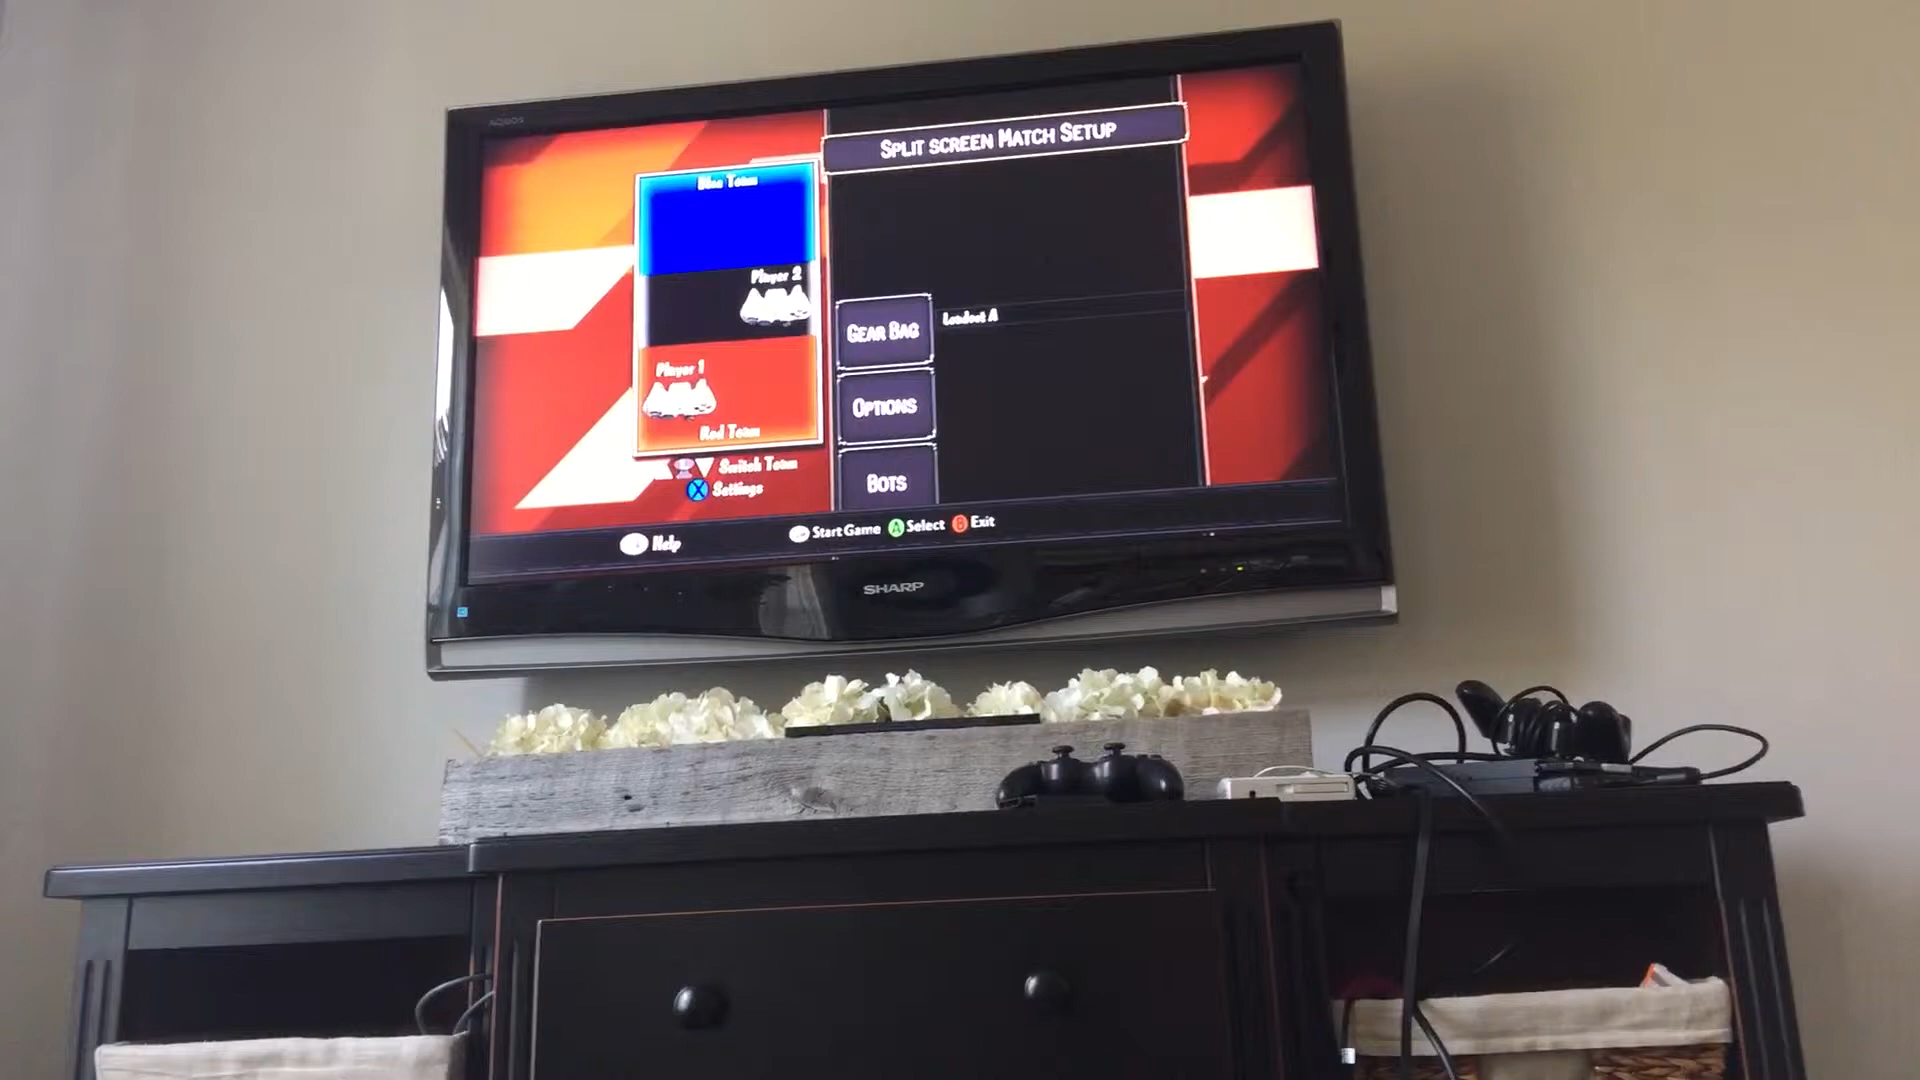 AQUOS
SPLIT SCREEN MATCH SETUP
Blue Team
Player 2
Player 1
Red Team
Switch Team
X Settings
GEAR BAG
Loadout A
OPTIONS
BOTS
Help
Start Game A Select B Exit
SHARP